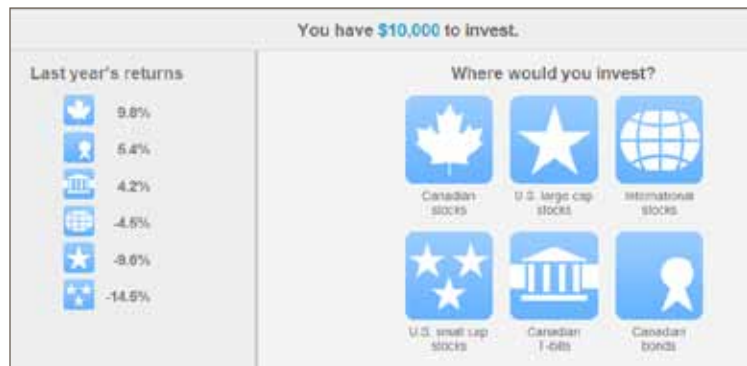 You have $10,000 to invest.
Last year's returns
9.8%
5.4%
4.2%
-4.5%
-9.6%
-14.5%
Where would you invest?
Canadian
stocks
U.S. large cap
stocks
International
stocks
U.S. small cap
stocks
Canadian
T-bills
Canadian
bonds